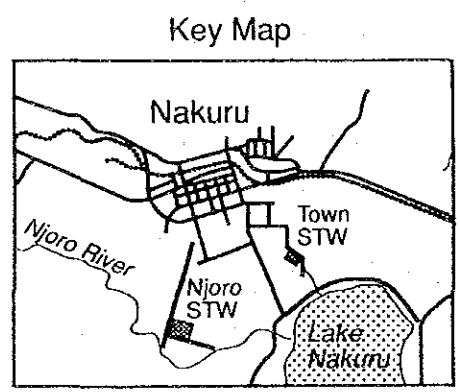 Key Map
Nakuru
Town
STW
Njoro River
Njoro
STW
Lake
Nakuru